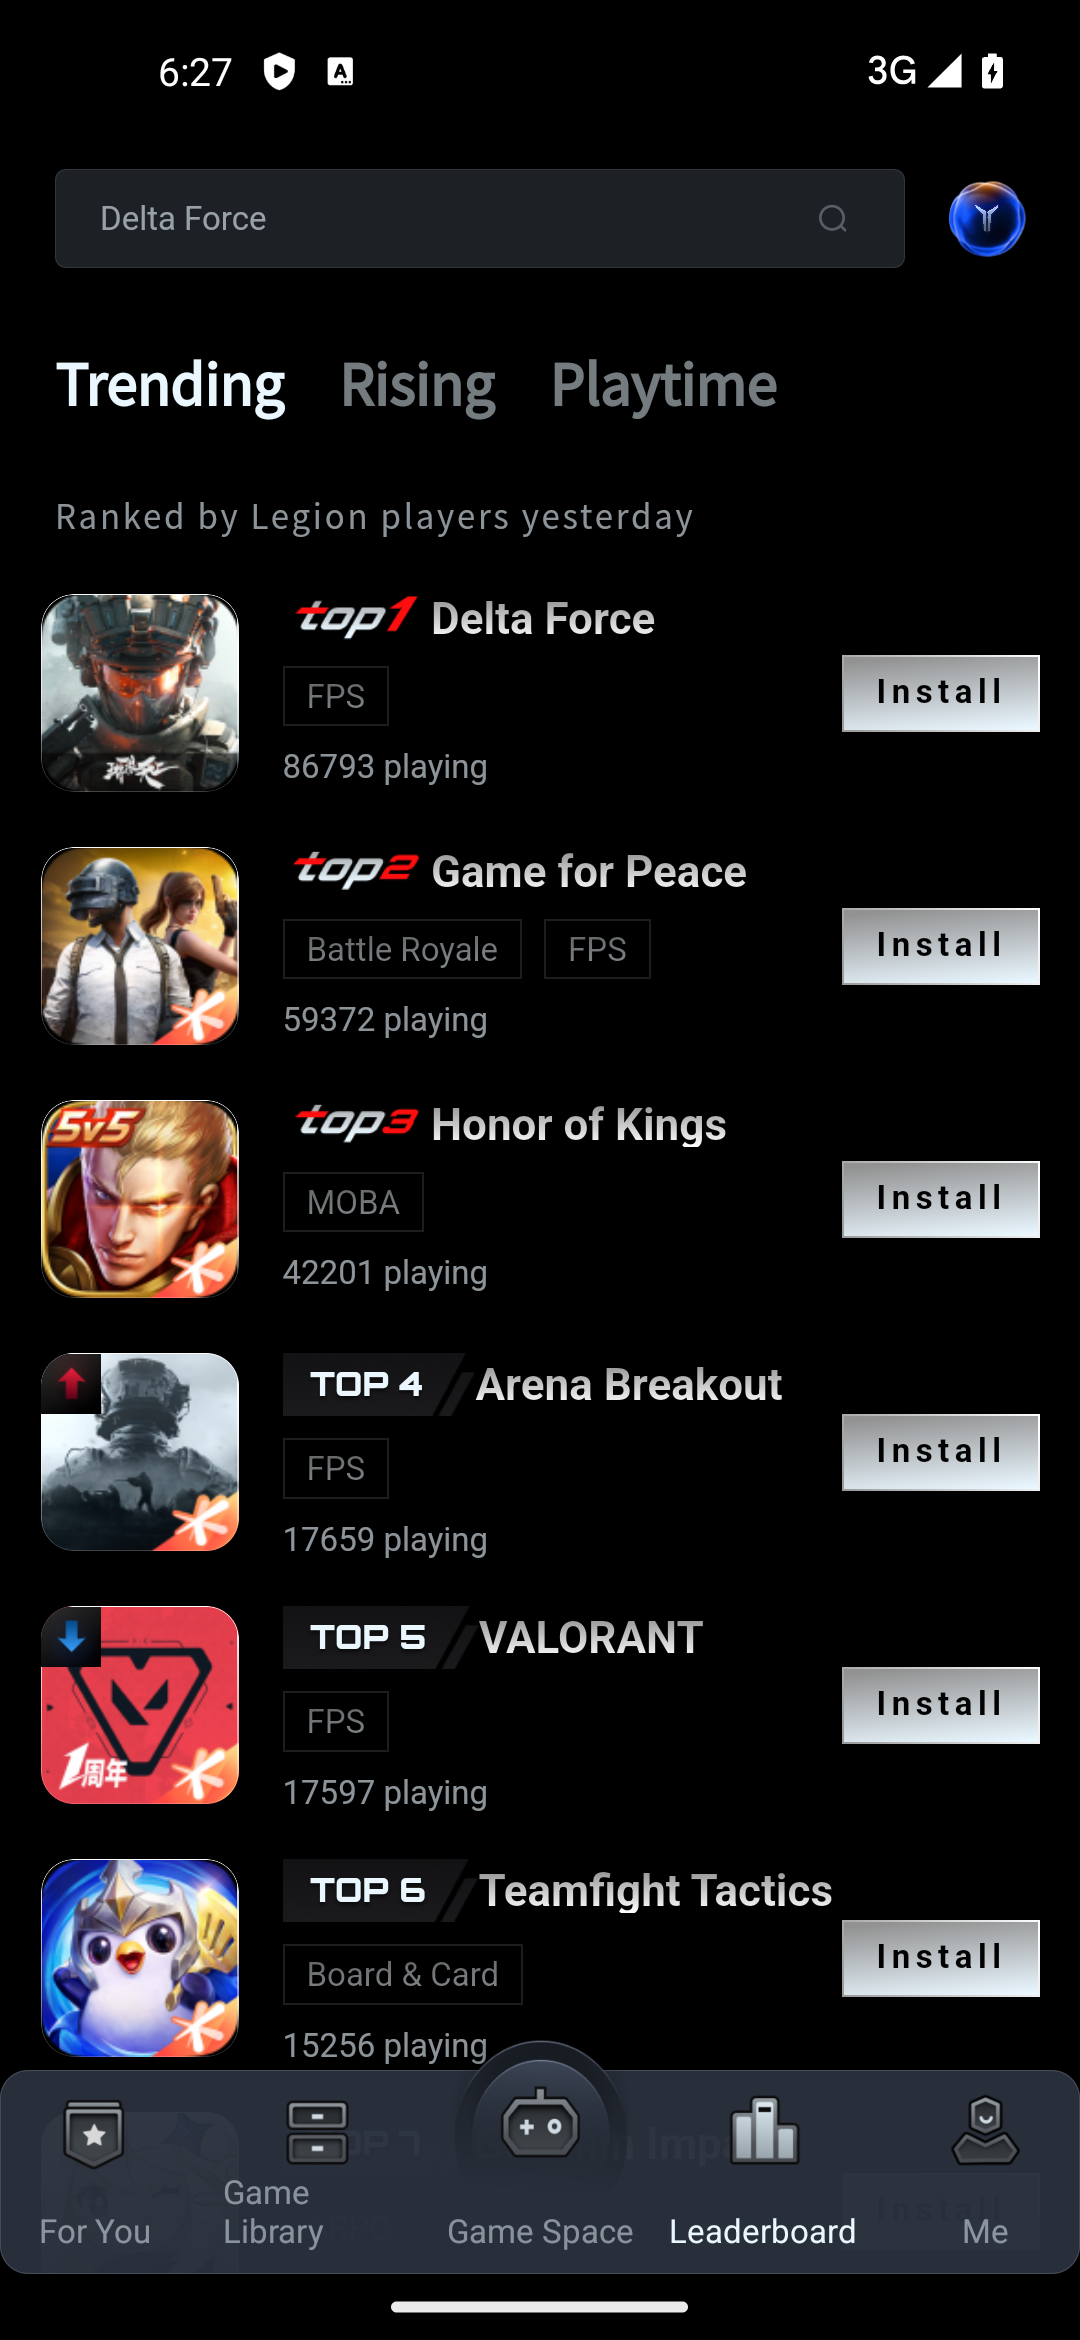 6:27
3G
Delta Force
Trending Rising Playtime
Ranked by Legion players yesterday
top1 Delta Force
FPS
86793 playing
Install
top2 Game for Peace
Battle Royale FPS
59372 playing
Install
5v5
top3 Honor of Kings
MOBA
42201 playing
Install
TOP 4 Arena Breakout
FPS
17659 playing
Install
TOP 5 VALORANT
FPS
17597 playing
Install
1周年
TOP 6 Teamfight Tactics
Board & Card
15256 playing
Install
For You
Game Library
Game Space
Leaderboard
Me